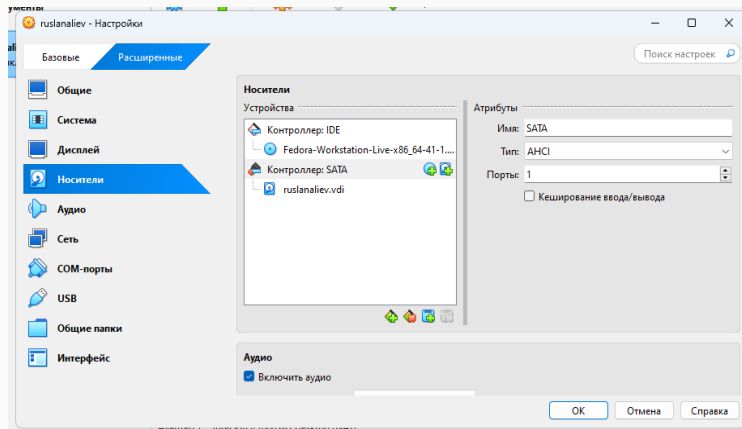 ruslanaliev - Настройки
Базовые
Расширенные
Поиск настроек
Общие
Система
Дисплей
Носители
Аудио
Сеть
COM-порты
USB
Общие папки
Интерфейс
Носители
Устройства
Контроллер: IDE
Fedora-Workstation-Live-x86_64-41-1....
Контроллер: SATA
ruslanaliev.vdi
Атрибуты
Имя: SATA
Тип: AHCI
Порты: 1
Кеширование ввода/вывода
Аудио
Включить аудио
OK
Отмена
Справка